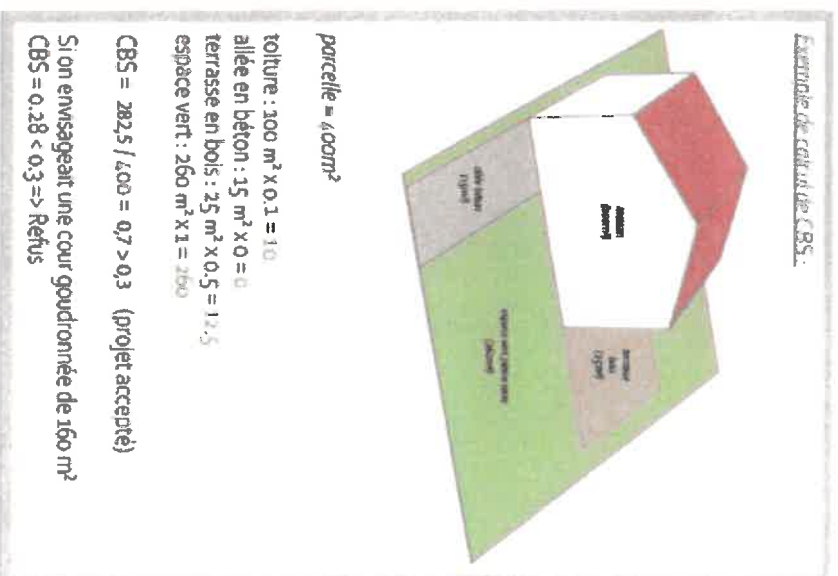 Exemple de calcul de CBS :
parcelle = 400m²
toiture : 100 m² X 0.1 = 10
allée en béton : 15 m² X 0 = 0
terrasse en bois : 25 m² X 0.5 = 12.5
espace vert : 260 m² X 1 = 260
CBS = 282,5 / 400 = 0,7 > 0,3 (projet accepté)
Si on envisageait une cour goudronnée de 160 m²
CBS = 0.28 < 0.3 => Refus